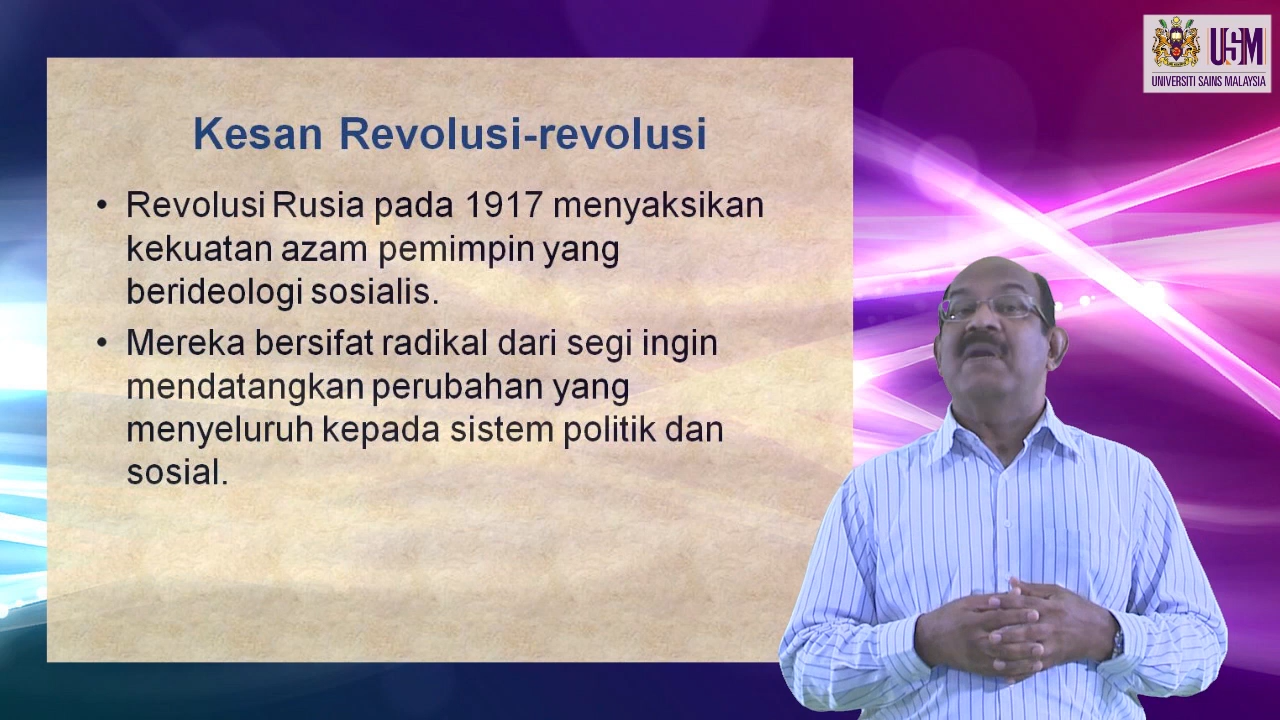 USM
UNIVERSITI SAINS MALAYSIA
Kesan Revolusi-revolusi
• Revolusi Rusia pada 1917 menyaksikan
kekuatan azam pemimpin yang
berideologi sosialis.
• Mereka bersifat radikal dari segi ingin
mendatangkan perubahan yang
menyeluruh kepada sistem politik dan
sosial.